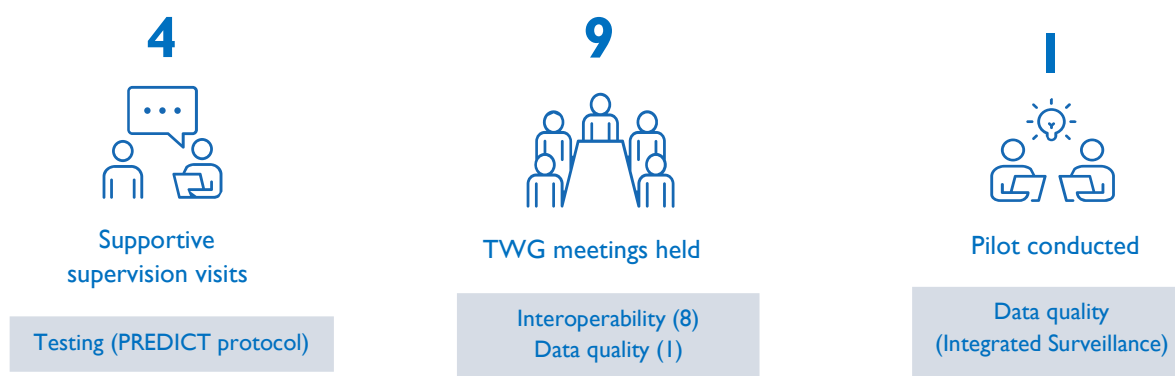 4
Supportive
supervision visits
Testing (PREDICT protocol)
9
TWG meetings held
Interoperability (8)
Data quality (1)
1
Pilot conducted
Data quality
(Integrated Surveillance)